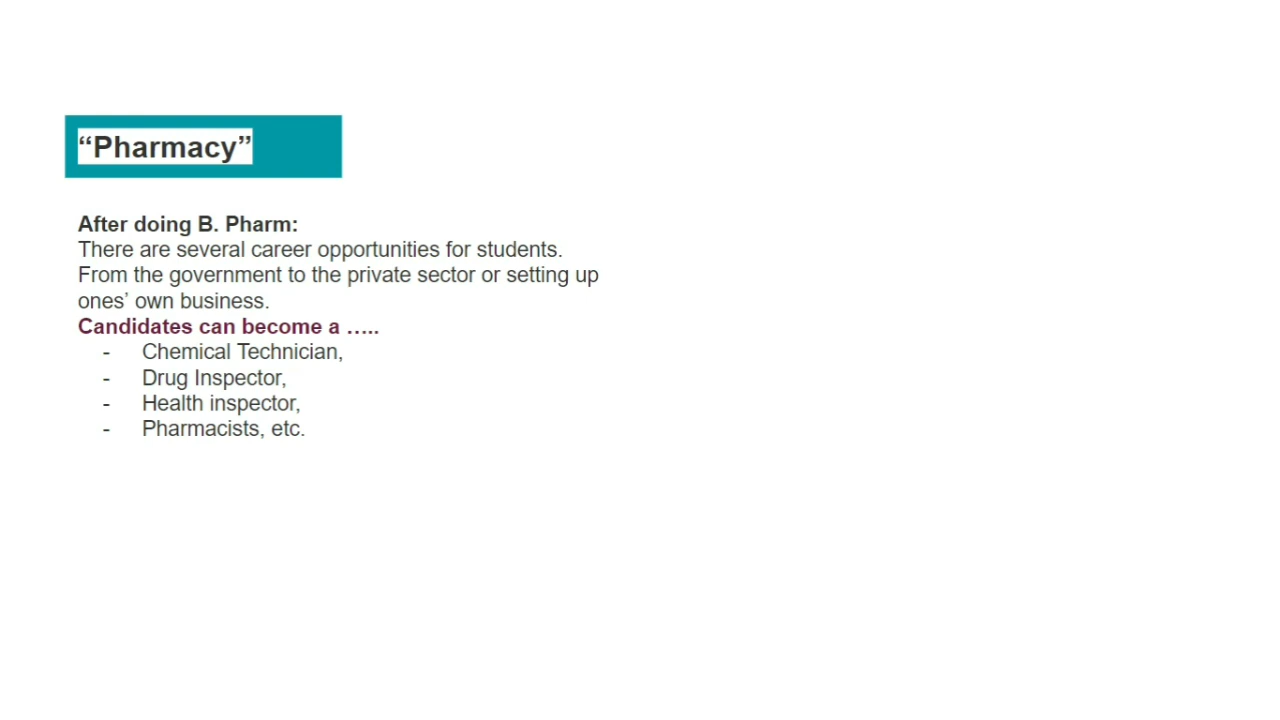 “Pharmacy”
After doing B. Pharm:
There are several career opportunities for students.
From the government to the private sector or setting up
ones’ own business.
Candidates can become a …..
- Chemical Technician,
- Drug Inspector,
- Health inspector,
- Pharmacists, etc.